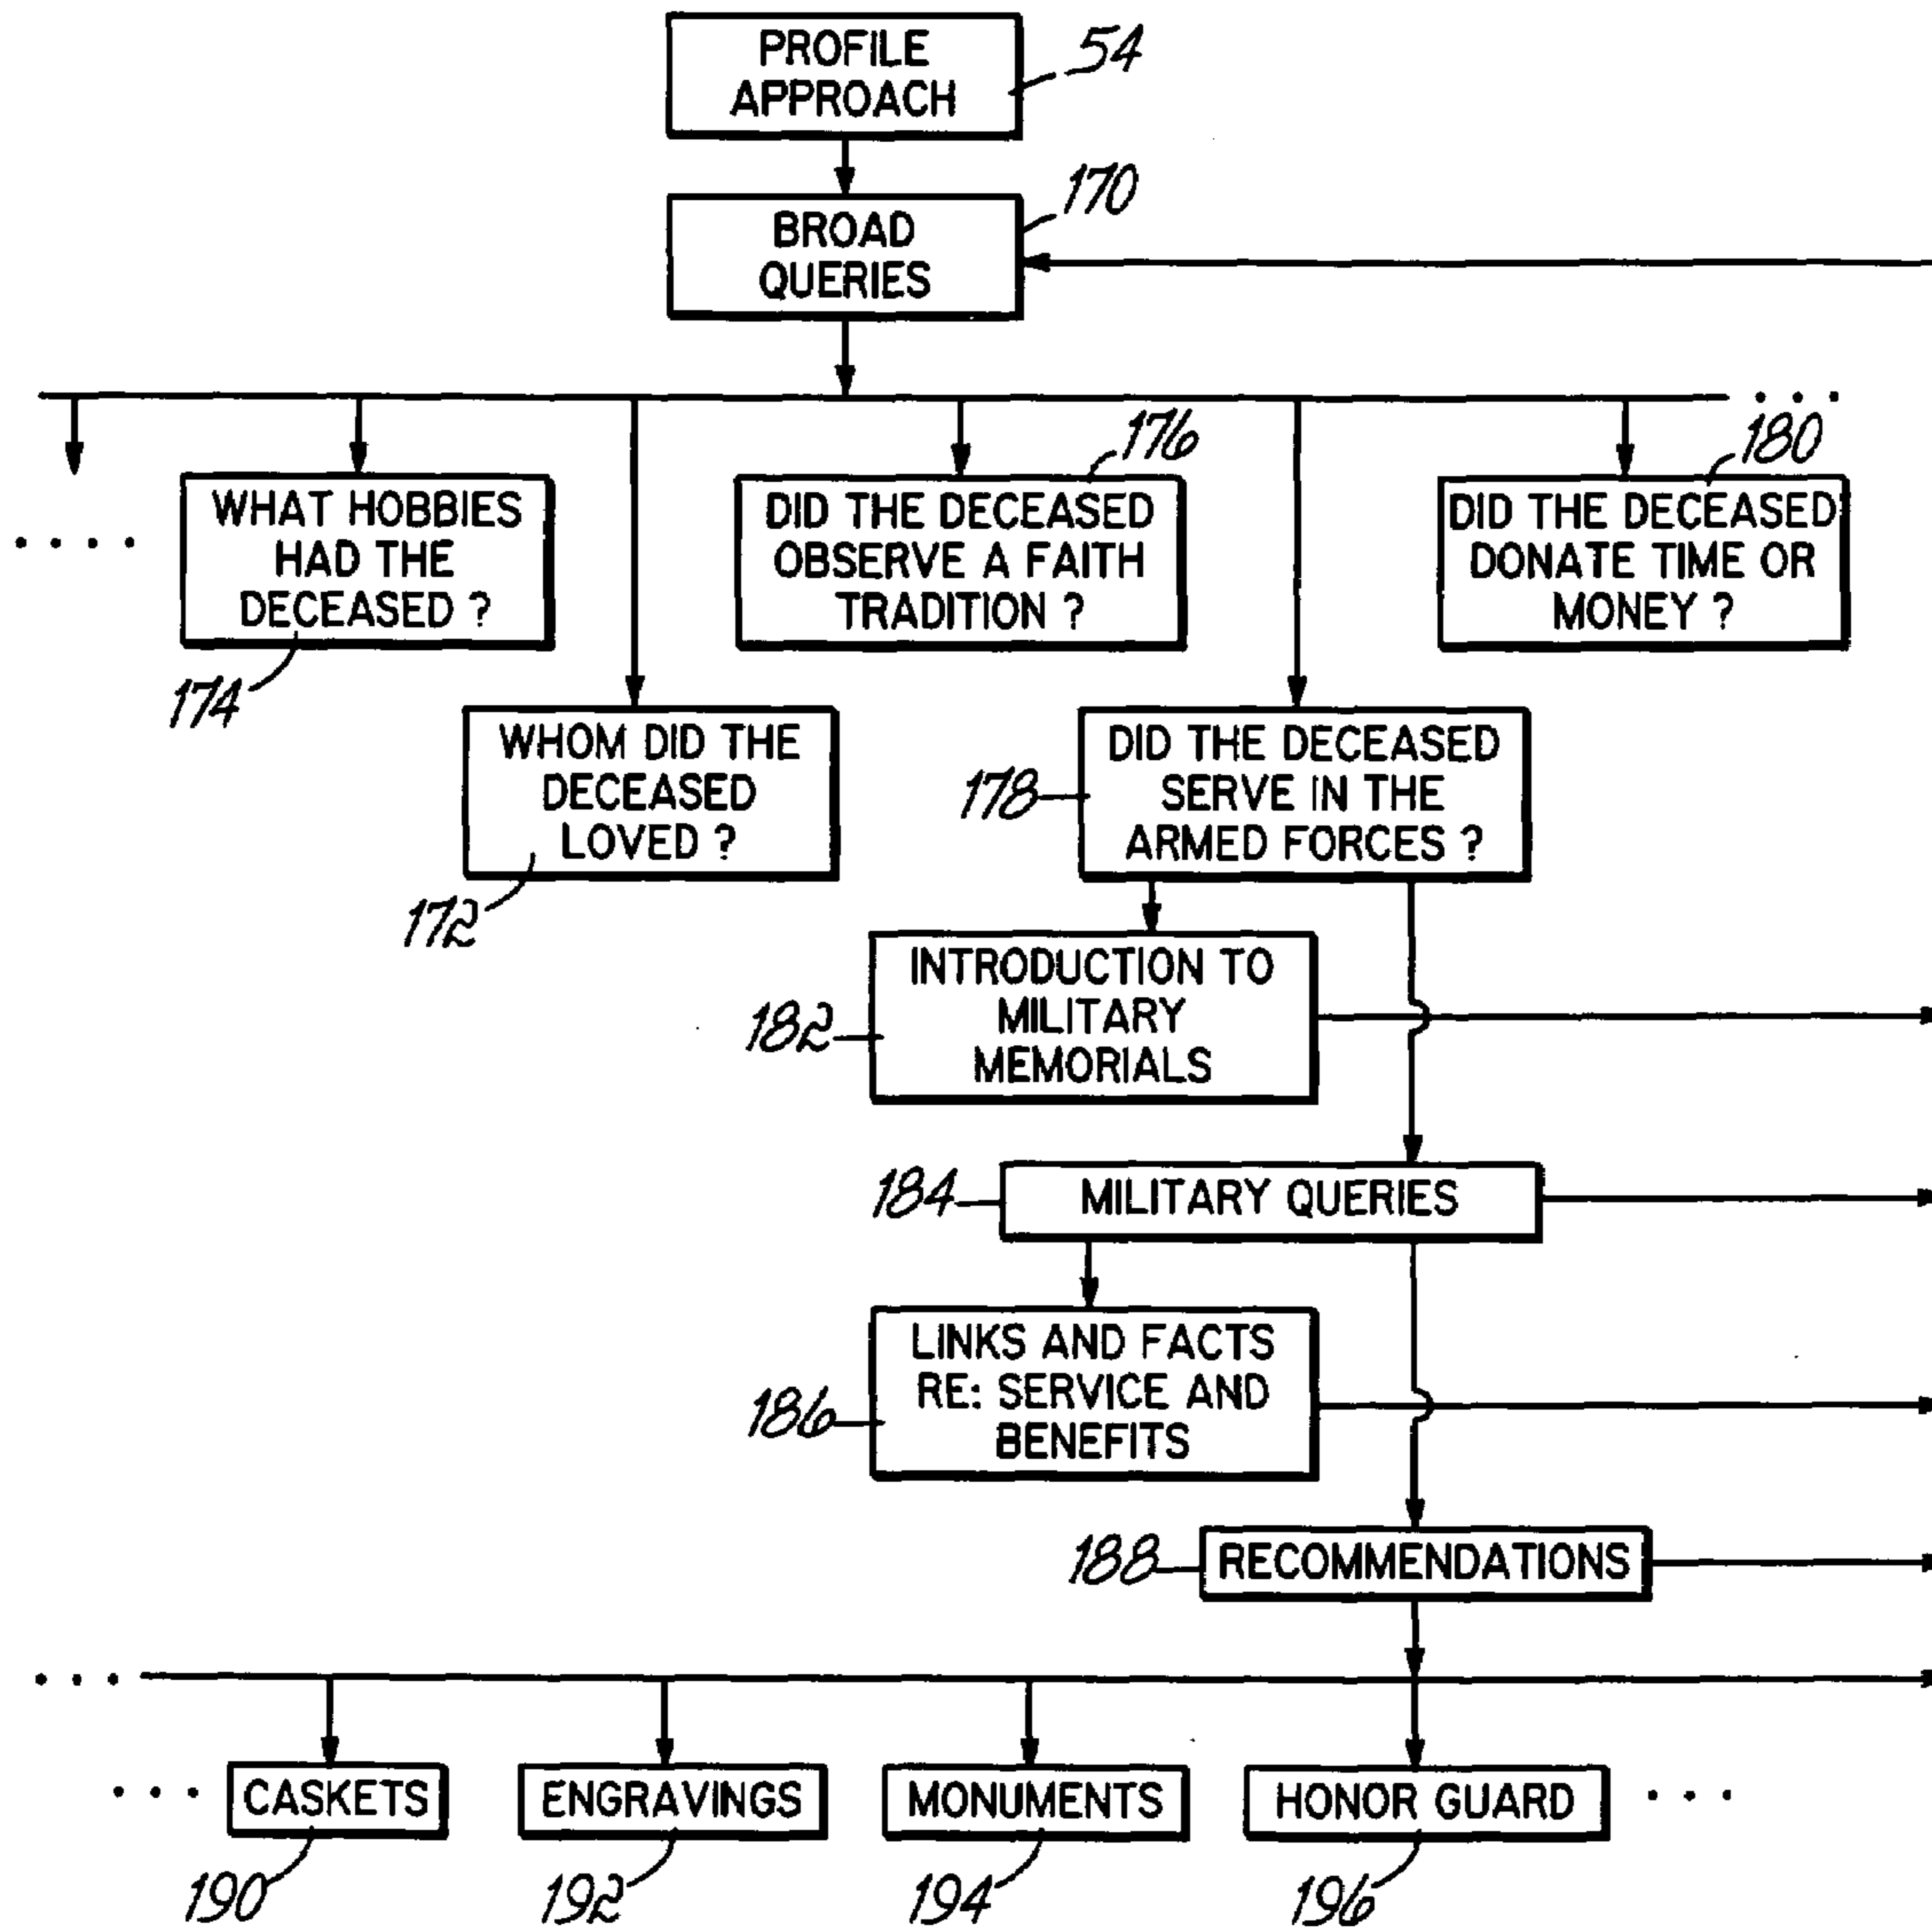 PROFILE
APPROACH
54
BROAD
QUERIES
170
WHAT HOBBIES
HAD THE
DECEASED ?
174
DID THE DECEASED
OBSERVE A FAITH
TRADITION ?
176
DID THE DECEASED
DONATE TIME OR
MONEY ?
180
WHOM DID THE
DECEASED
LOVED ?
172
DID THE DECEASED
SERVE IN THE
ARMED FORCES ?
178
INTRODUCTION TO
MILITARY
MEMORIALS
182
184
MILITARY QUERIES
LINKS AND FACTS
RE: SERVICE AND
BENEFITS
186
188
RECOMMENDATIONS
CASKETS
ENGRAVINGS
MONUMENTS
HONOR GUARD
190
192
194
196